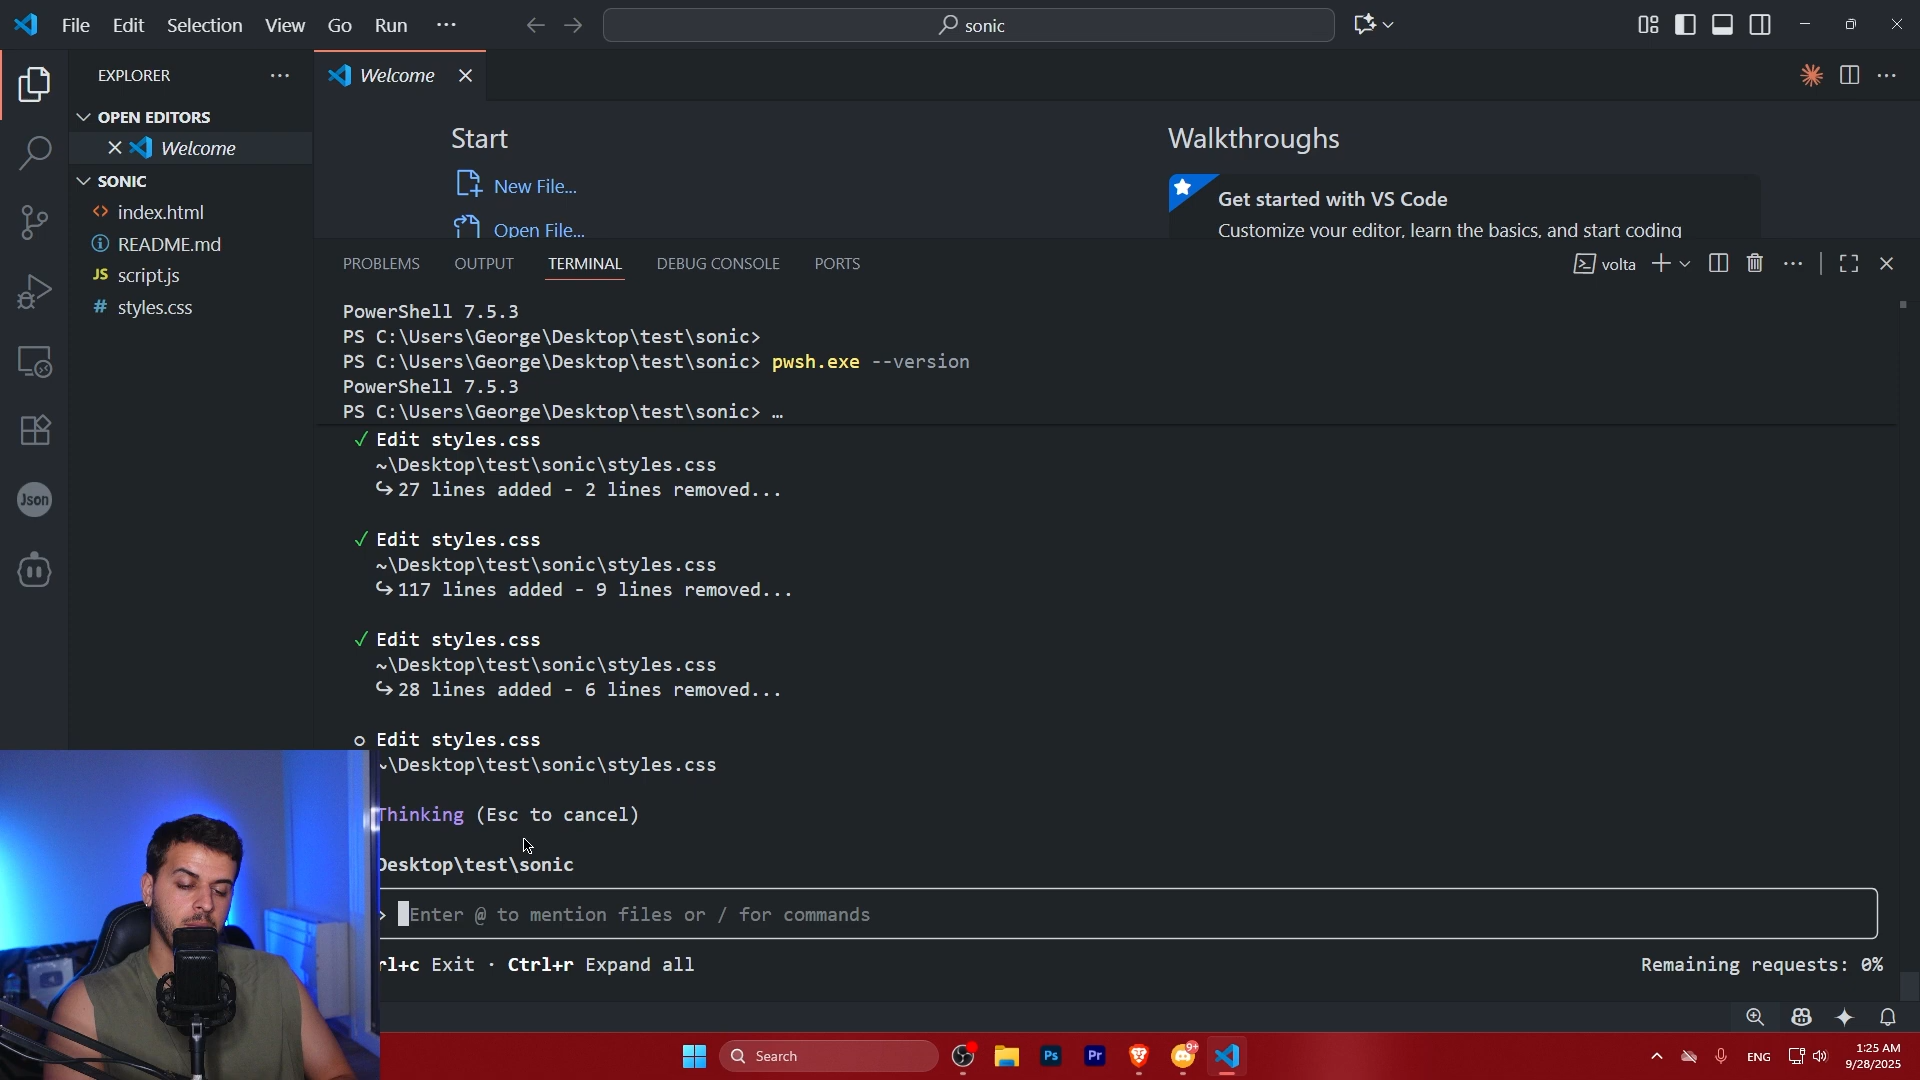 File Edit Selection View Go Run ···
sonic
EXPLORER
Welcome
OPEN EDITORS
Welcome
SONIC
index.html
README.md
JS script.js
# styles.css
Json
Start
New File...
Open File...
Walkthroughs
Get started with VS Code
Customize your editor, learn the basics, and start coding
PROBLEMS OUTPUT TERMINAL DEBUG CONSOLE PORTS
volta
PowerShell 7.5.3
PS C:\Users\George\Desktop\test\sonic>
PS C:\Users\George\Desktop\test\sonic> pwsh.exe --version
PowerShell 7.5.3
PS C:\Users\George\Desktop\test\sonic> …
✓ Edit styles.css
~\Desktop\test\sonic\styles.css
↪ 27 lines added - 2 lines removed...
✓ Edit styles.css
~\Desktop\test\sonic\styles.css
↪ 117 lines added - 9 lines removed...
✓ Edit styles.css
~\Desktop\test\sonic\styles.css
↪ 28 lines added - 6 lines removed...
○ Edit styles.css
~\Desktop\test\sonic\styles.css
Thinking (Esc to cancel)
Desktop\test\sonic
> Enter @ to mention files or / for commands
rl+c Exit · Ctrl+r Expand all
Remaining requests: 0%
Search
Ps
Pr
9+
ENG
1:25 AM
9/28/2025